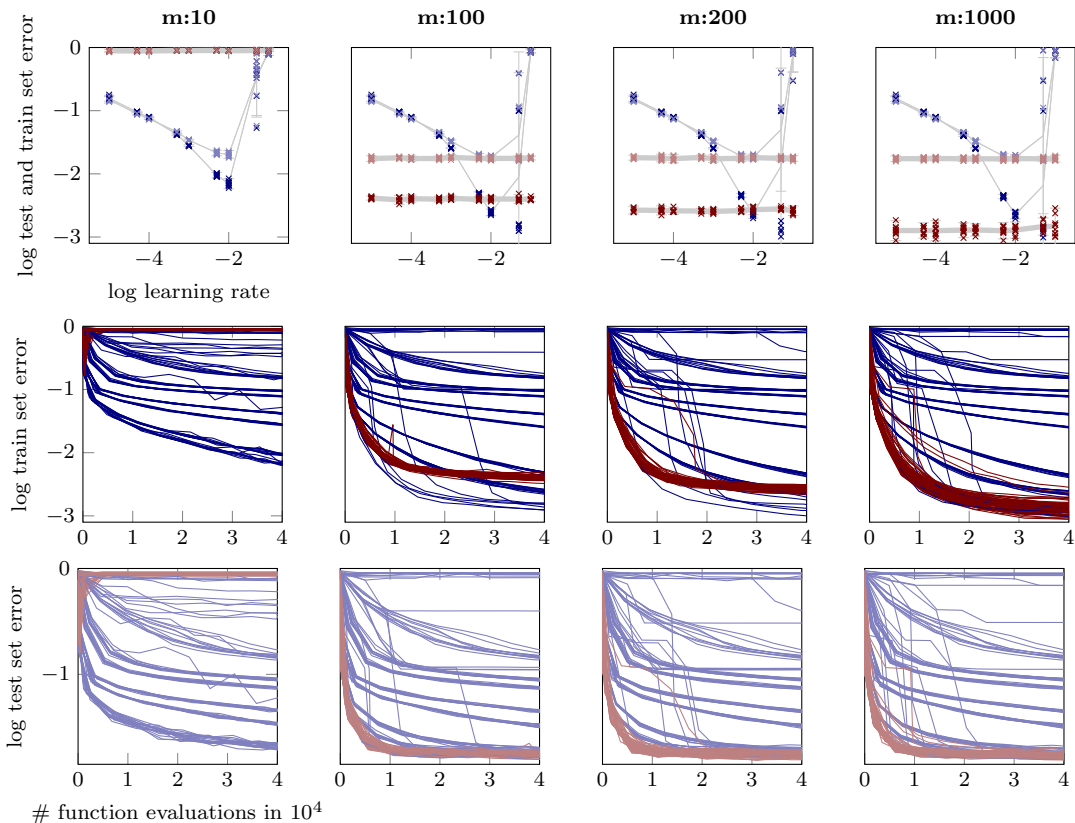 m:10 m:100 m:200 m:1000
log test and train set error
0
−1
−2
−3
−4 −2 −4 −2 −4 −2 −4 −2
log learning rate
log train set error
0
−1
−2
−3
0 1 2 3 4 0 1 2 3 4 0 1 2 3 4 0 1 2 3 4
log test set error
0
−1
0 1 2 3 4 0 1 2 3 4 0 1 2 3 4 0 1 2 3 4
# function evaluations in 10⁴